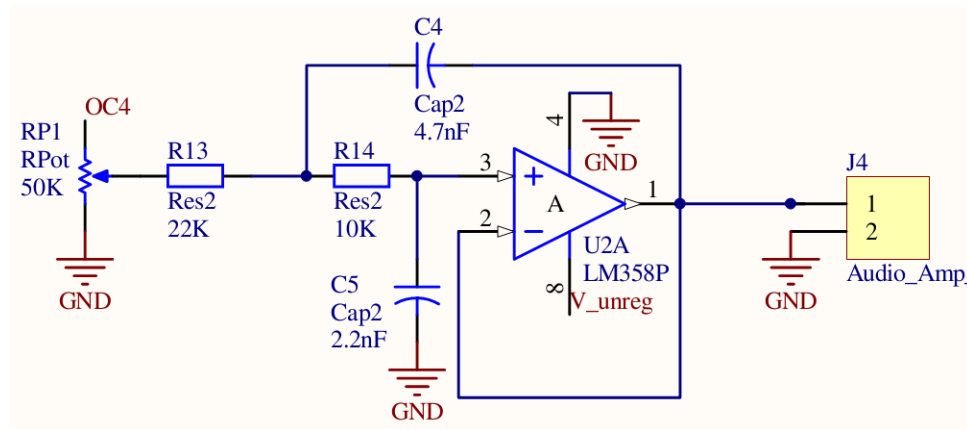 C4
Cap2
4.7nF
OC4
RP1
RPot
50K
GND
R13
Res2
22K
R14
Res2
10K
C5
Cap2
2.2nF
GND
4
GND
3
2
+
A
−
1
8
U2A
LM358P
V_unreg
J4
1
2
Audio_Amp_
GND